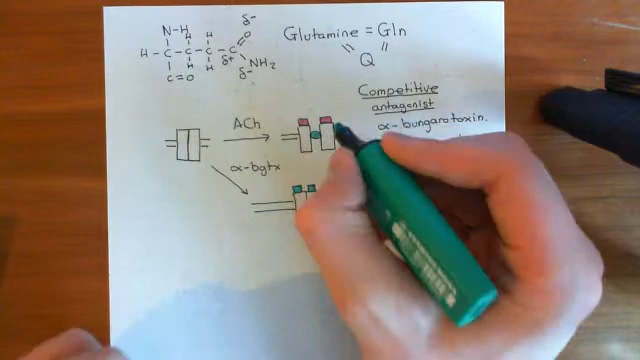 N-H
H H
H - C - C - C - C
H H
O
δ-
δ+
NH2
δ-
C=O
Glutamine = Gln
Q
Competitive
antagonist
α-bungarotoxin.
ACh
α-bgtx